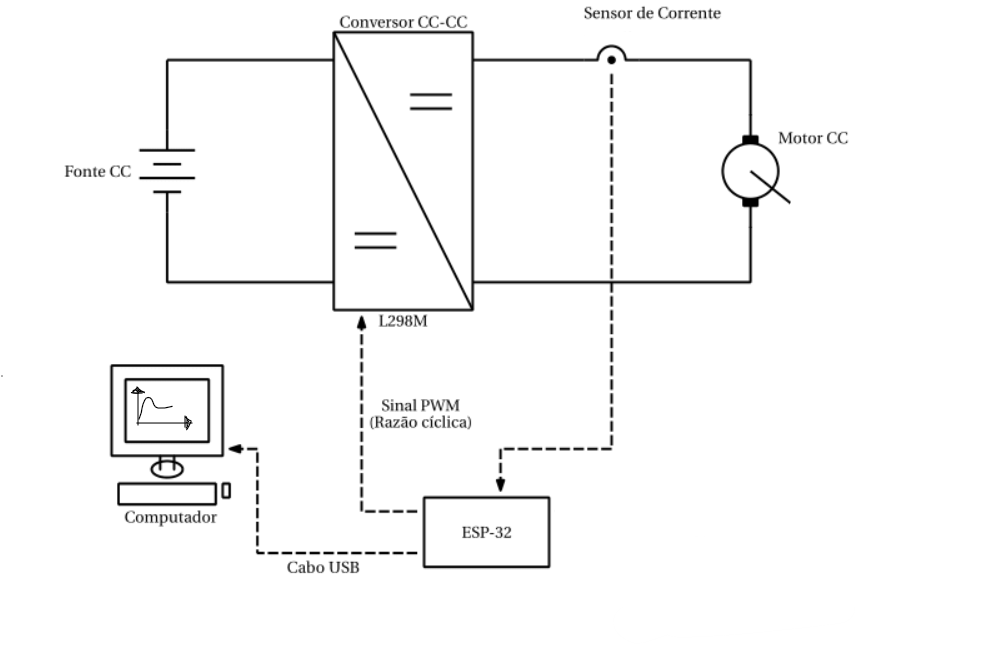 Sensor de Corrente
Conversor CC-CC
Motor CC
Fonte CC
L298M
Sinal PWM
(Razão cíclica)
Computador
ESP-32
Cabo USB